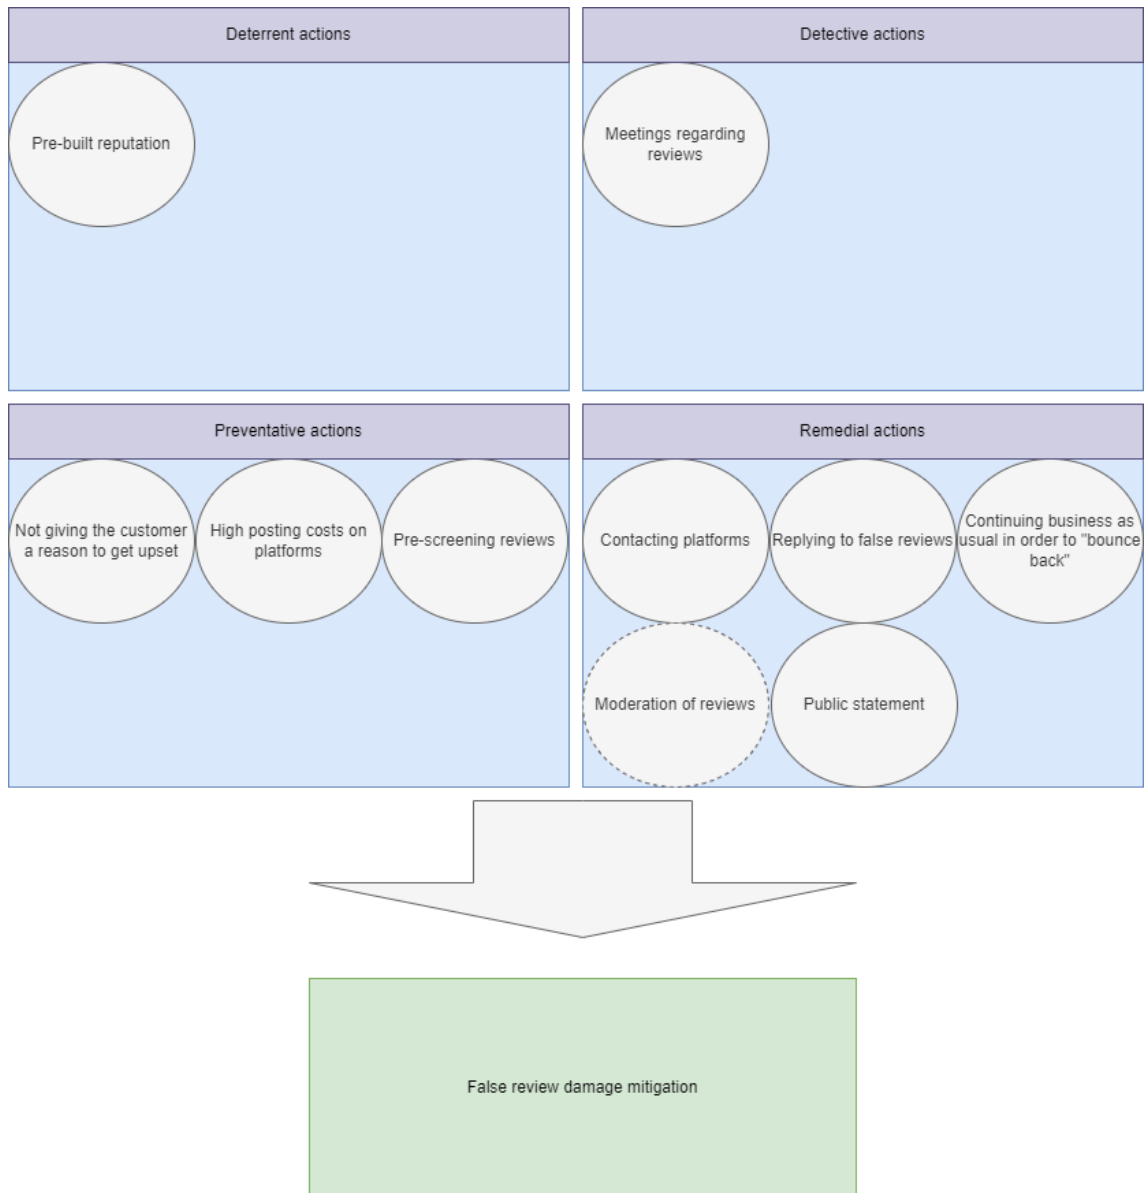 Deterrent actions
Pre-built reputation
Detective actions
Meetings regarding
reviews
Preventative actions
Not giving the customer
a reason to get upset
High posting costs on
platforms
Pre-screening reviews
Remedial actions
Contacting platforms
Replying to false reviews
Continuing business as
usual in order to "bounce
back"
Moderation of reviews
Public statement
False review damage mitigation